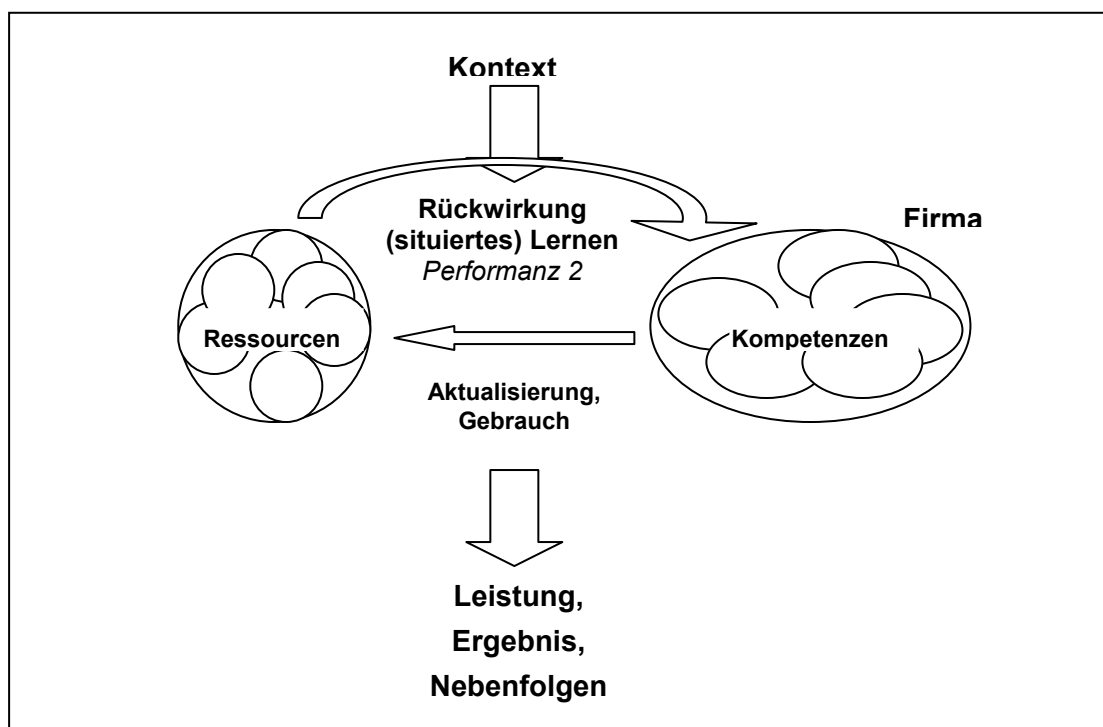 Kontext
Rückwirkung
(situiertes) Lernen
Performanz 2
Firma
Ressourcen
Kompetenzen
Aktualisierung,
Gebrauch
Leistung,
Ergebnis,
Nebenfolgen